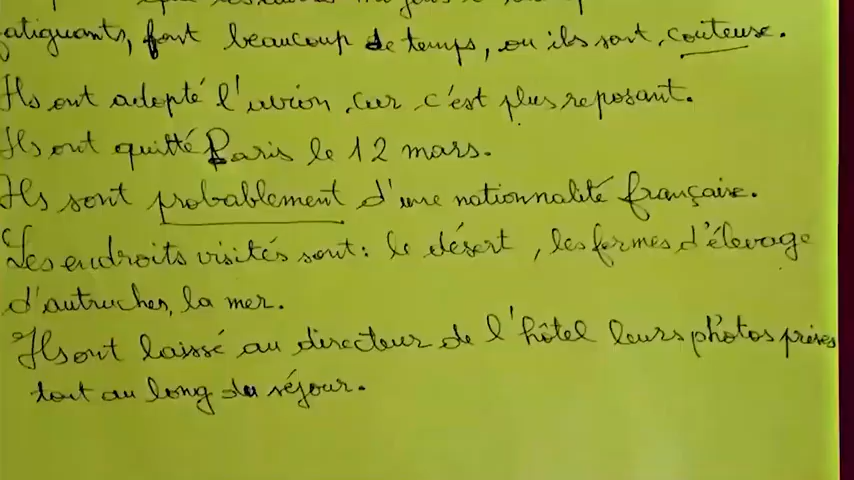 fatiguants, font beaucoup de temps, ou ils sont couteuse.
Ils ont adopté l'avion car c'est plus reposant.
Ils ont quitté Paris le 12 mars.
Ils sont probablement d'une nationnalité française.
Les endroits visités sont : le désert, les fermes d'élevage
d'autruches, la mer.
Ils ont laissé au directeur de l'hôtel leurs photos prises
tout au long du séjour.